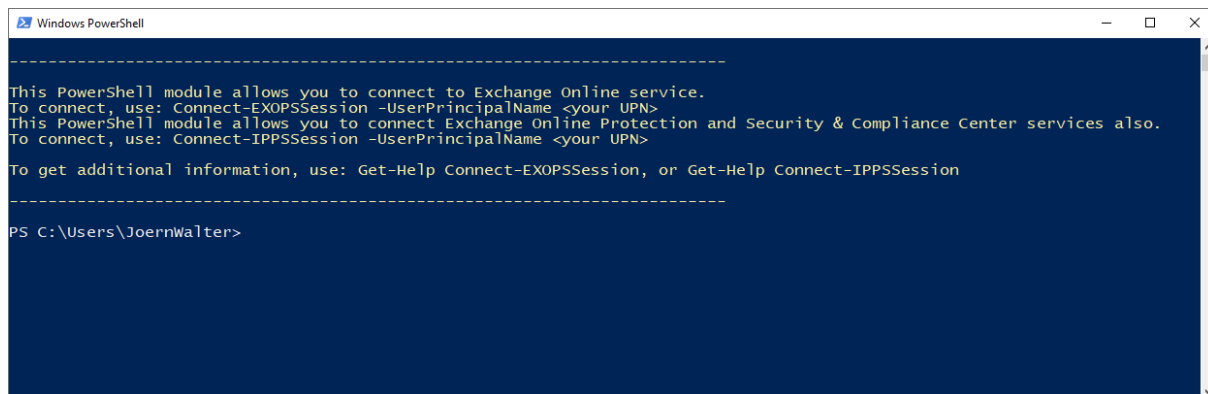 Windows PowerShell
--------------------------------------------------------------------------
This PowerShell module allows you to connect to Exchange Online service.
To connect, use: Connect-EXOPSSession -UserPrincipalName <your UPN>
This PowerShell module allows you to connect Exchange Online Protection and Security & Compliance Center services also.
To connect, use: Connect-IPPSSession -UserPrincipalName <your UPN>
To get additional information, use: Get-Help Connect-EXOPSSession, or Get-Help Connect-IPPSSession
--------------------------------------------------------------------------
PS C:\Users\JoernWalter>